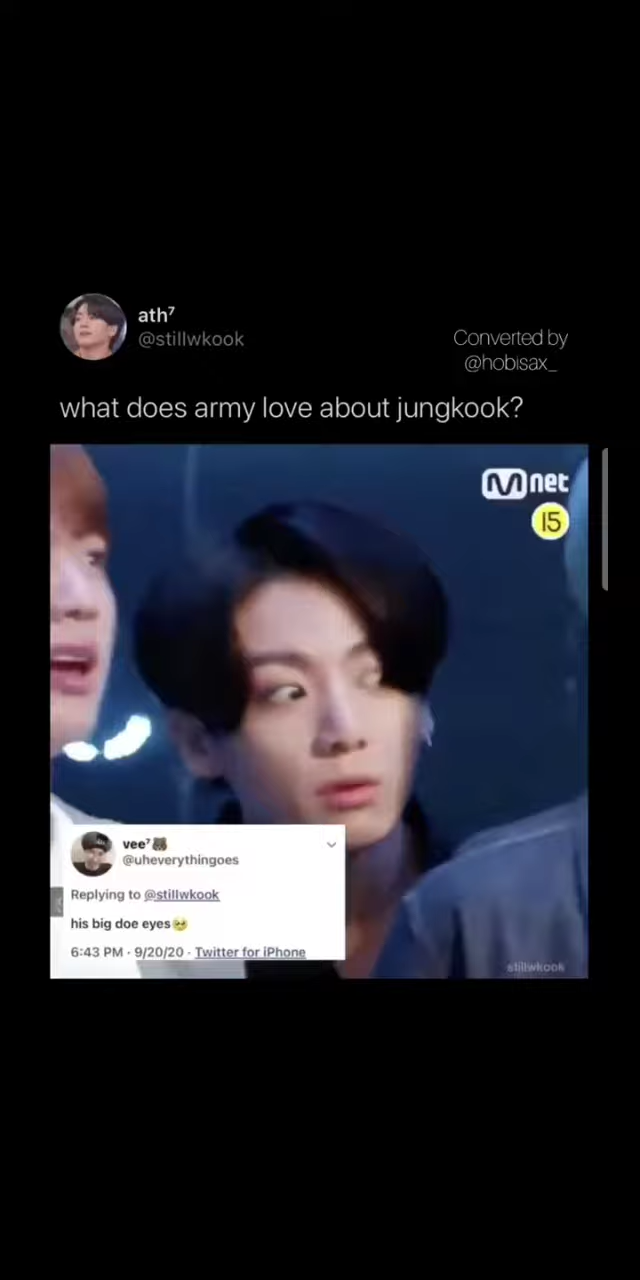 ath⁷
@stillwkook
Converted by
@hobisax_
what does army love about jungkook?
Mnet
15
vee⁷🐻
@uheverythingoes
Replying to @stillwkook
his big doe eyes🥺
6:43 PM · 9/20/20 · Twitter for iPhone
stillwkook